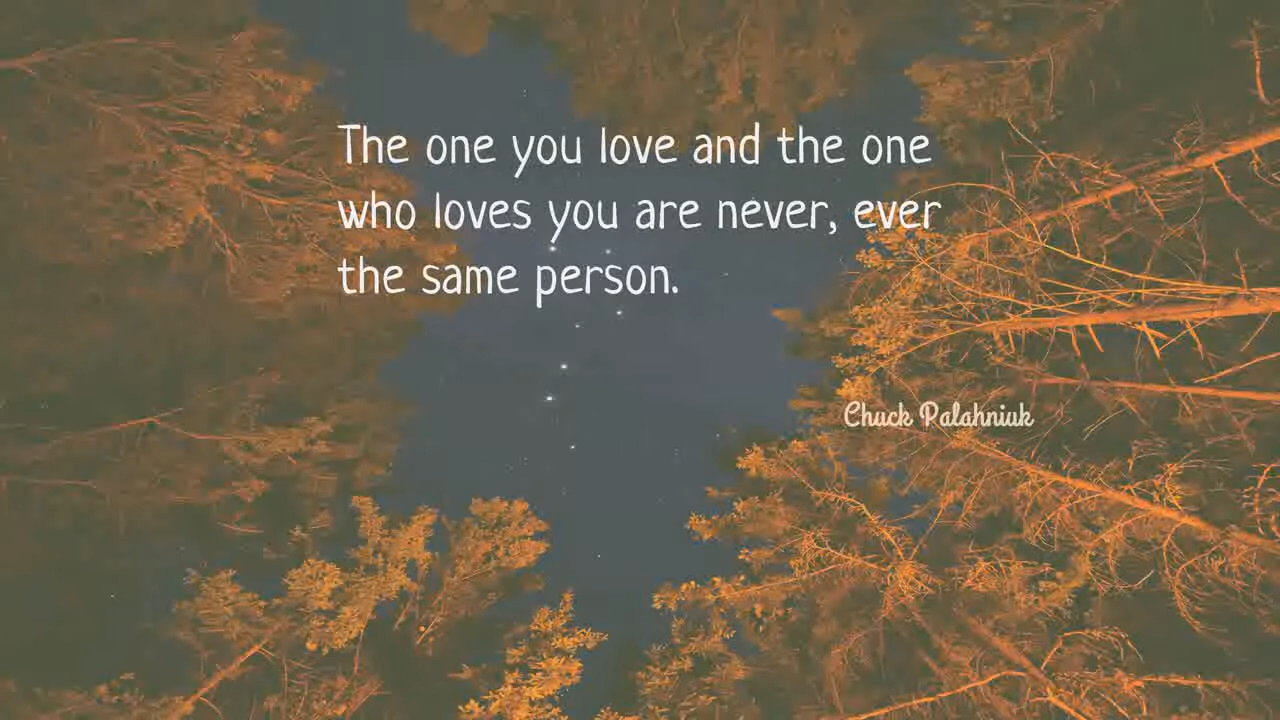 The one you love and the one
who loves you are never, ever
the same person.
Chuck Palahniuk